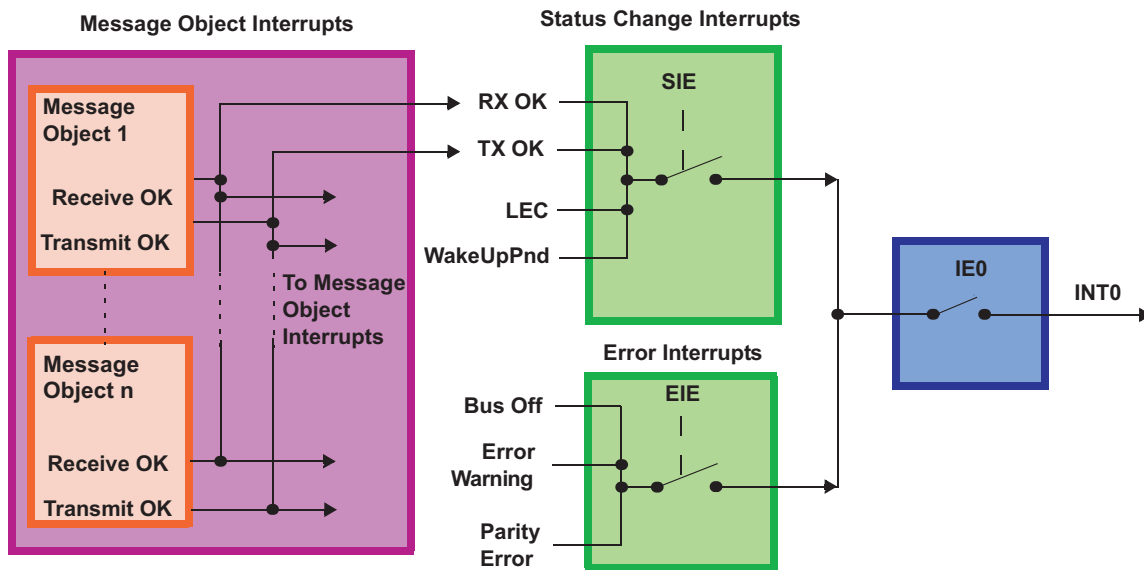 Message Object Interrupts
Message
Object 1
Receive OK
Transmit OK
To Message
Object
Interrupts
Message
Object n
Receive OK
Transmit OK
Status Change Interrupts
SIE
RX OK
TX OK
LEC
WakeUpPnd
Error Interrupts
EIE
Bus Off
Error
Warning
Parity
Error
IE0
INT0